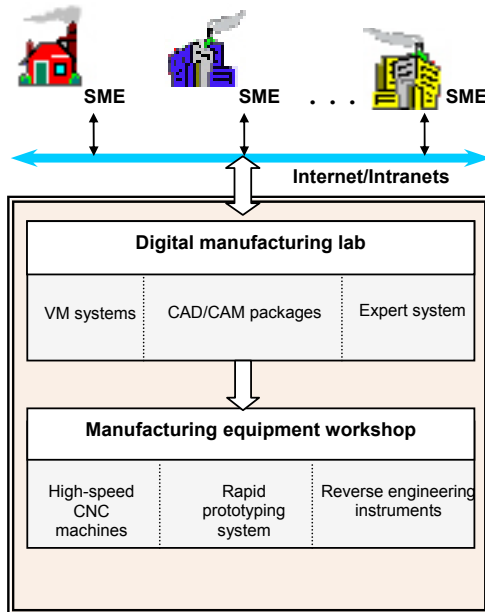 SME
SME
. . .
SME
Internet/Intranets
Digital manufacturing lab
VM systems
CAD/CAM packages
Expert system
Manufacturing equipment workshop
High-speed
CNC
machines
Rapid
prototyping
system
Reverse engineering
instruments